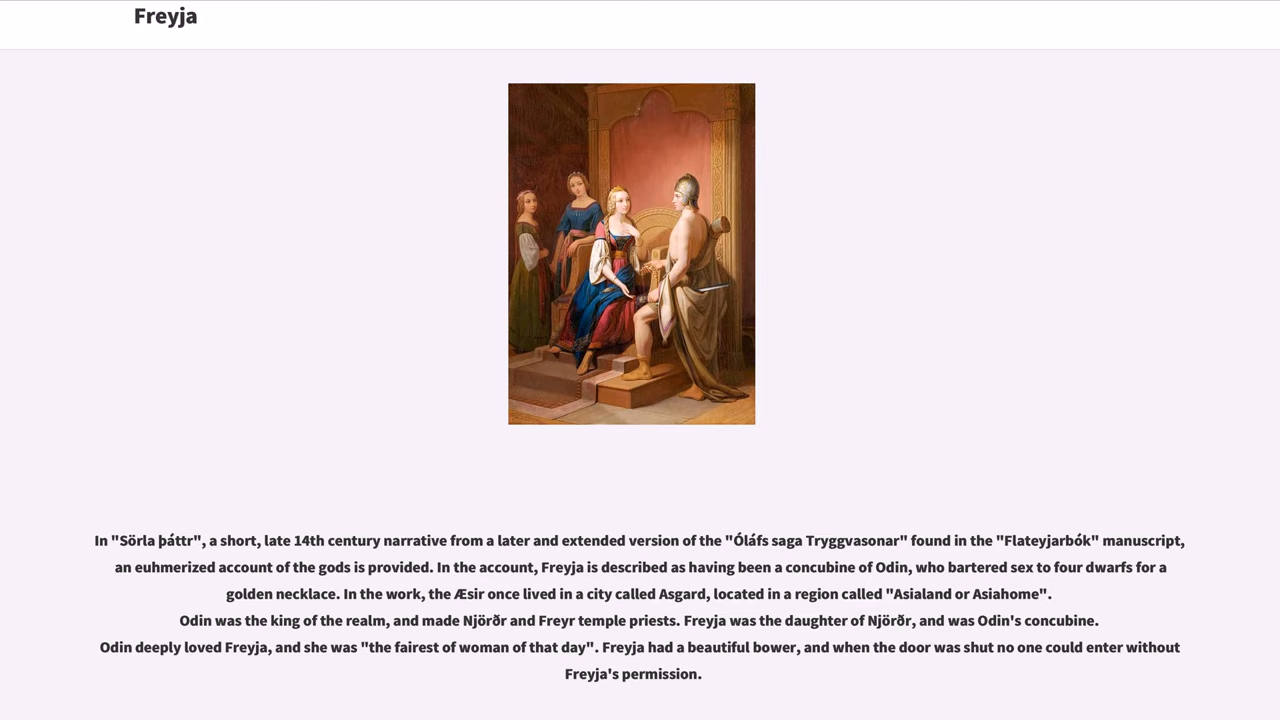 Freyja
In "Sörla þáttr", a short, late 14th century narrative from a later and extended version of the "Óláfs saga Tryggvasonar" found in the "Flateyjarbók" manuscript,
an euhmerized account of the gods is provided. In the account, Freyja is described as having been a concubine of Odin, who bartered sex to four dwarfs for a
golden necklace. In the work, the Æsir once lived in a city called Asgard, located in a region called "Asialand or Asiahome".
Odin was the king of the realm, and made Njörðr and Freyr temple priests. Freyja was the daughter of Njörðr, and was Odin's concubine.
Odin deeply loved Freyja, and she was "the fairest of woman of that day". Freyja had a beautiful bower, and when the door was shut no one could enter without
Freyja's permission.